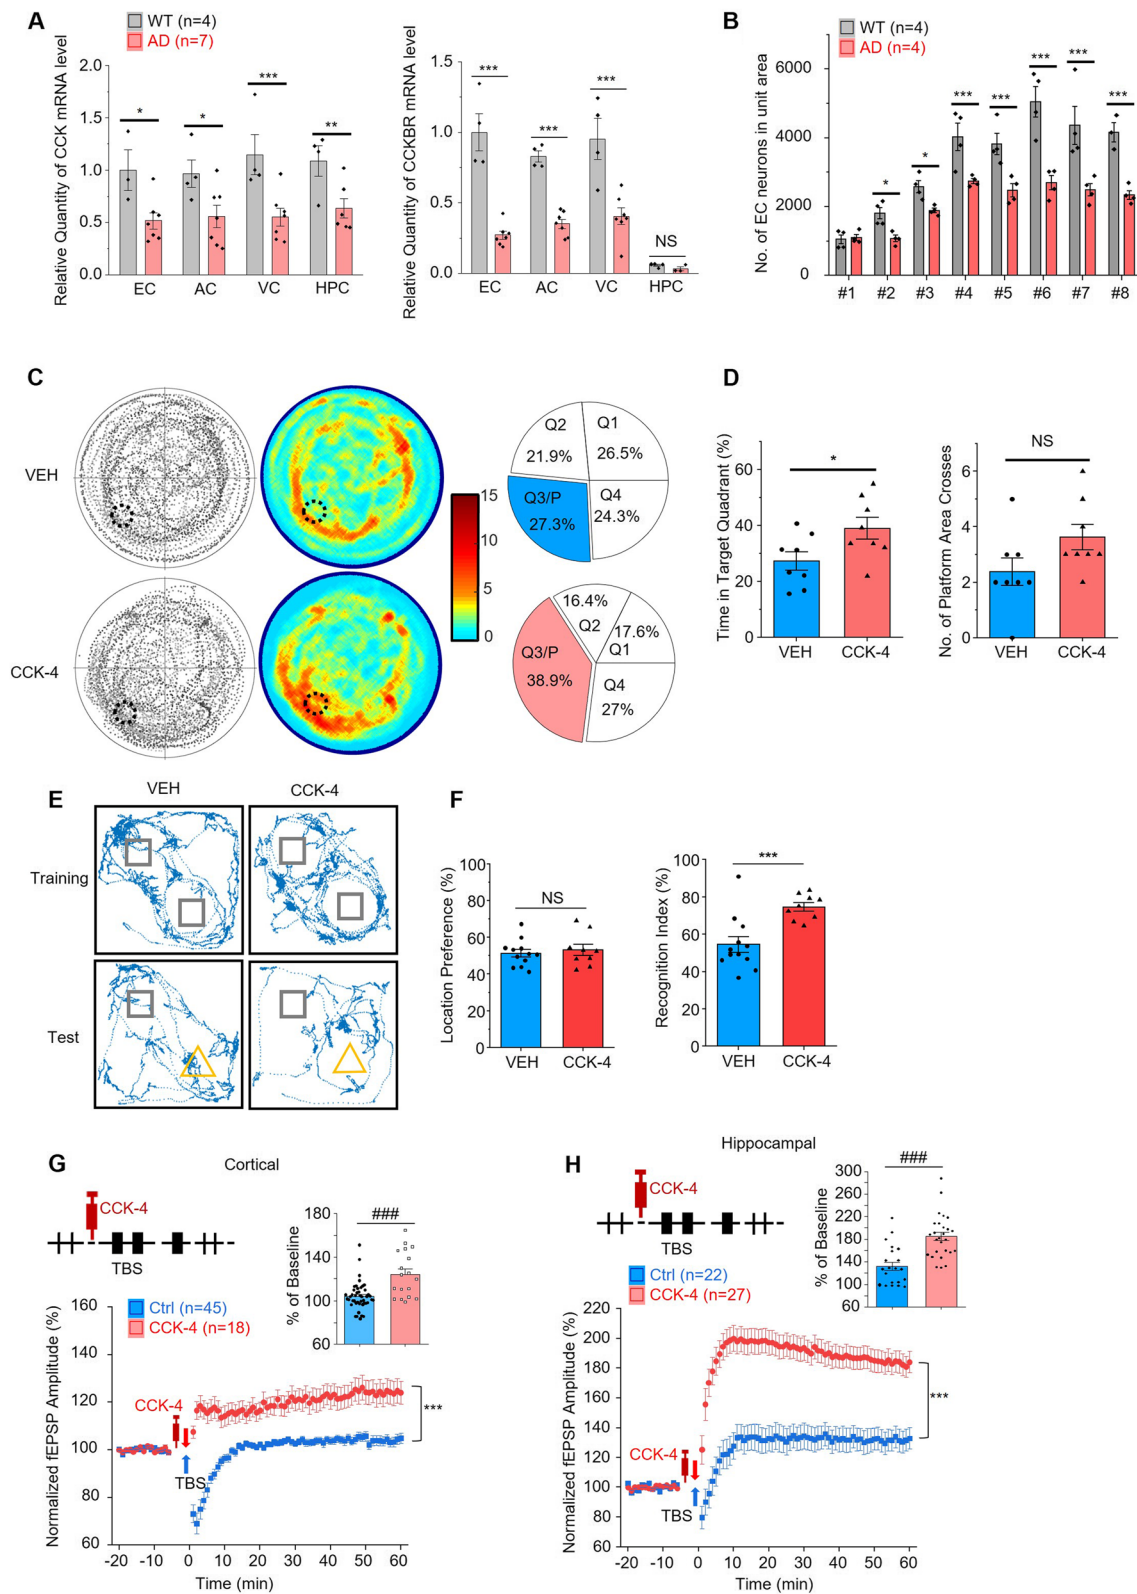 A
WT (n=4)
AD (n=7)
Relative Quantity of CCK mRNA level
2.0
1.5
1.0
0.5
0.0
*
*
***
**
EC
AC
VC
HPC
Relative Quantity of CCKBR mRNA level
1.5
1.0
0.5
0.0
***
***
***
NS
EC
AC
VC
HPC
B
WT (n=4)
AD (n=4)
No. of EC neurons in unit area
6000
4000
2000
0
*
*
***
***
***
***
***
#1
#2
#3
#4
#5
#6
#7
#8
C
VEH
CCK-4
15
10
5
0
Q2
21.9%
Q1
26.5%
Q3/P
27.3%
Q4
24.3%
16.4%
Q2
17.6%
Q1
Q3/P
38.9%
Q4
27%
D
Time in Target Quadrant (%)
60
40
20
0
*
VEH
CCK-4
No. of Platform Area Crosses
6
4
2
0
NS
VEH
CCK-4
E
VEH
CCK-4
Training
Test
F
Location Preference (%)
100
80
60
40
20
0
NS
VEH
CCK-4
Recognition Index (%)
100
80
60
40
20
0
***
VEH
CCK-4
G
Cortical
CCK-4
TBS
% of Baseline
180
140
100
60
###
Ctrl (n=45)
CCK-4 (n=18)
Normalized fEPSP Amplitude (%)
160
140
120
100
80
60
CCK-4
TBS
***
-20
-10
0
10
20
30
40
50
60
Time (min)
H
Hippocampal
CCK-4
TBS
% of Baseline
300
260
220
180
140
100
60
###
Ctrl (n=22)
CCK-4 (n=27)
Normalized fEPSP Amplitude (%)
220
200
180
160
140
120
100
80
60
CCK-4
TBS
***
-20
-10
0
10
20
30
40
50
60
Time (min)